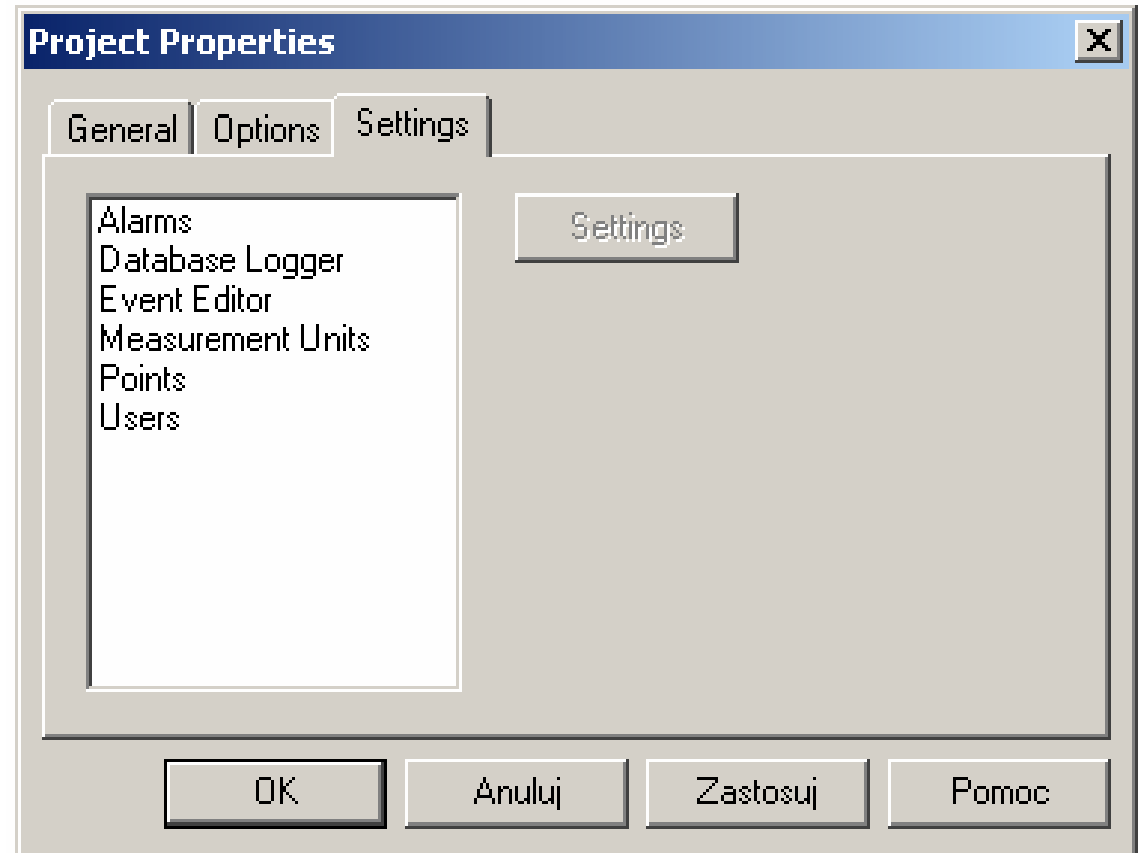 Project Properties
General Options Settings
Alarms
Database Logger
Event Editor
Measurement Units
Points
Users
Settings
OK Anuluj Zastosuj Pomoc